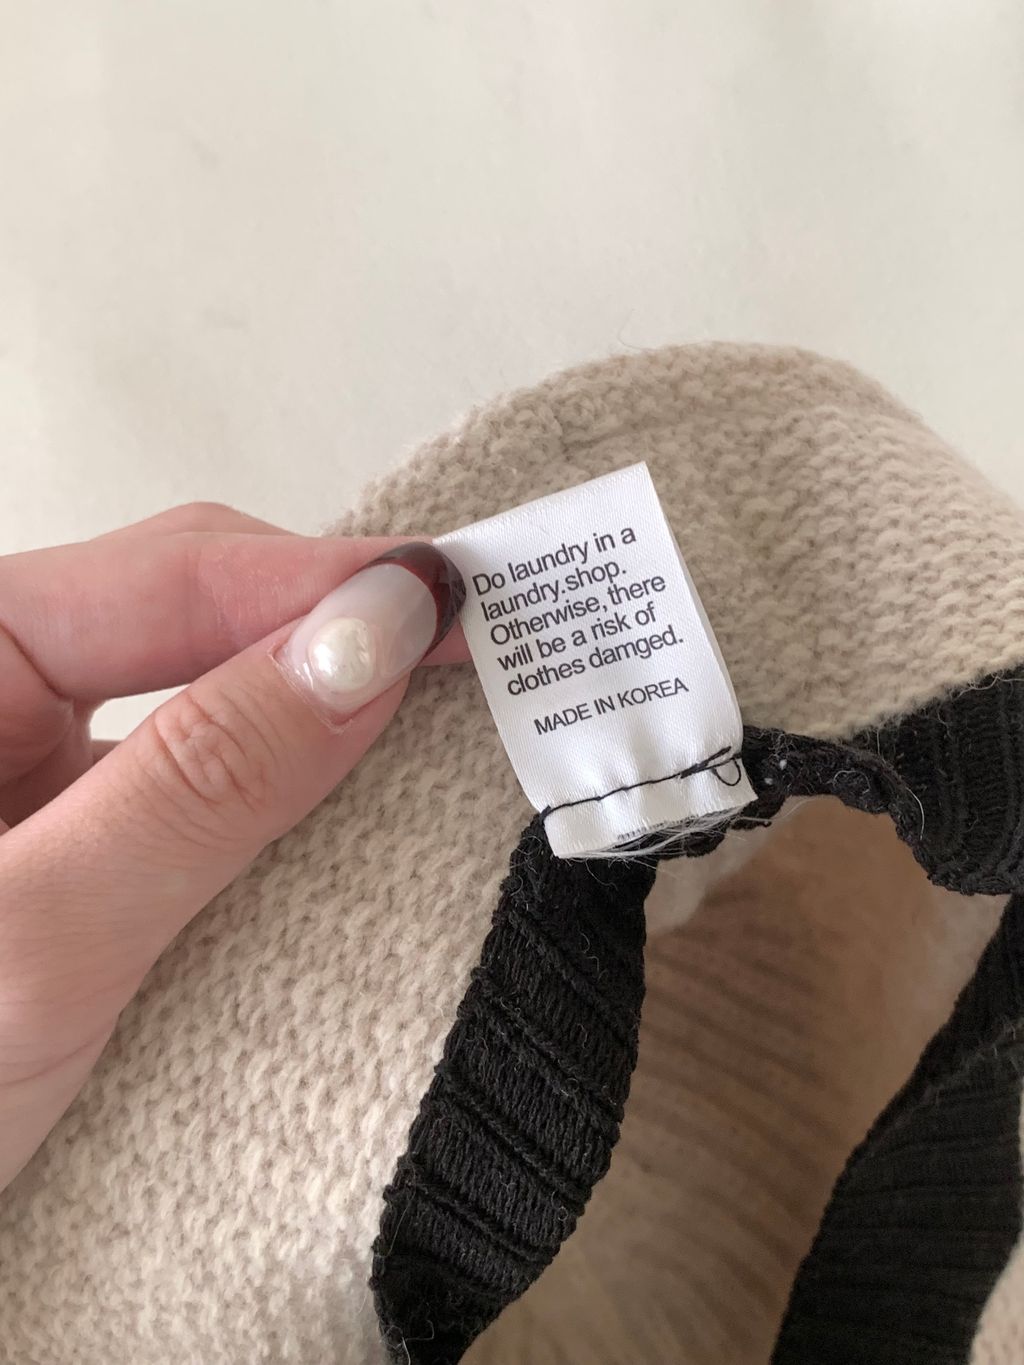 Do laundry in a
laundry.shop.
Otherwise, there
will be a risk of
clothes damged.
MADE IN KOREA